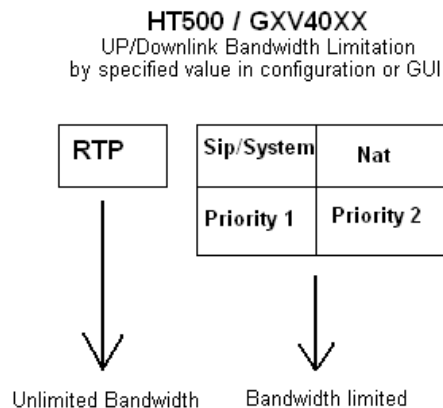 HT500 / GXV40XX
UP/Downlink Bandwidth Limitation
by specified value in configuration or GUI
RTP
Sip/System Nat
Priority 1 Priority 2
Unlimited Bandwidth Bandwidth limited